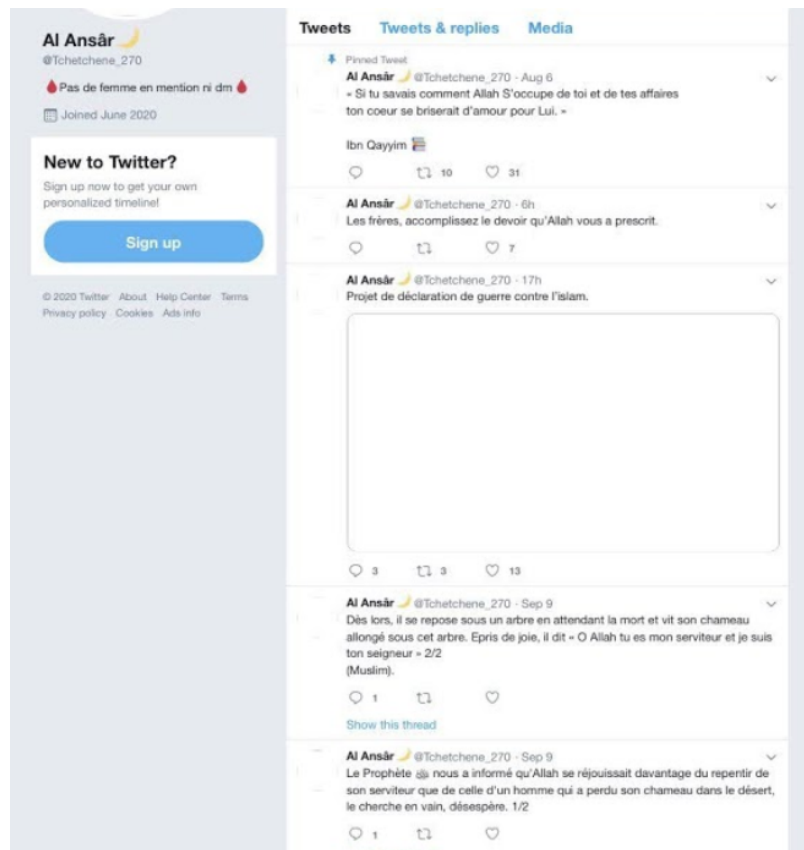 Al Ansâr 🌙
@Tchetchene_270
🩸Pas de femme en mention ni dm🩸
Joined June 2020
New to Twitter?
Sign up now to get your own
personalized timeline!
Sign up
© 2020 Twitter About Help Center Terms
Privacy policy Cookies Ads info
Tweets Tweets & replies Media
Pinned Tweet
Al Ansâr 🌙 @Tchetchene_270 · Aug 6
« Si tu savais comment Allah S'occupe de toi et de tes affaires
ton coeur se briserait d'amour pour Lui. »
Ibn Qayyim 📚
10 31
Al Ansâr 🌙 @Tchetchene_270 · 6h
Les frères, accomplissez le devoir qu'Allah vous a prescrit.
7
Al Ansâr 🌙 @Tchetchene_270 · 17h
Projet de déclaration de guerre contre l'islam.
3 3 13
Al Ansâr 🌙 @Tchetchene_270 · Sep 9
Dès lors, il se repose sous un arbre en attendant la mort et vit son chameau
allongé sous cet arbre. Epris de joie, il dit « O Allah tu es mon serviteur et je suis
ton seigneur » 2/2
(Muslim).
1
Show this thread
Al Ansâr 🌙 @Tchetchene_270 · Sep 9
Le Prophète ﷺ nous a informé qu'Allah se réjouissait davantage du repentir de
son serviteur que de celle d'un homme qui a perdu son chameau dans le désert,
le cherche en vain, désespère. 1/2
1